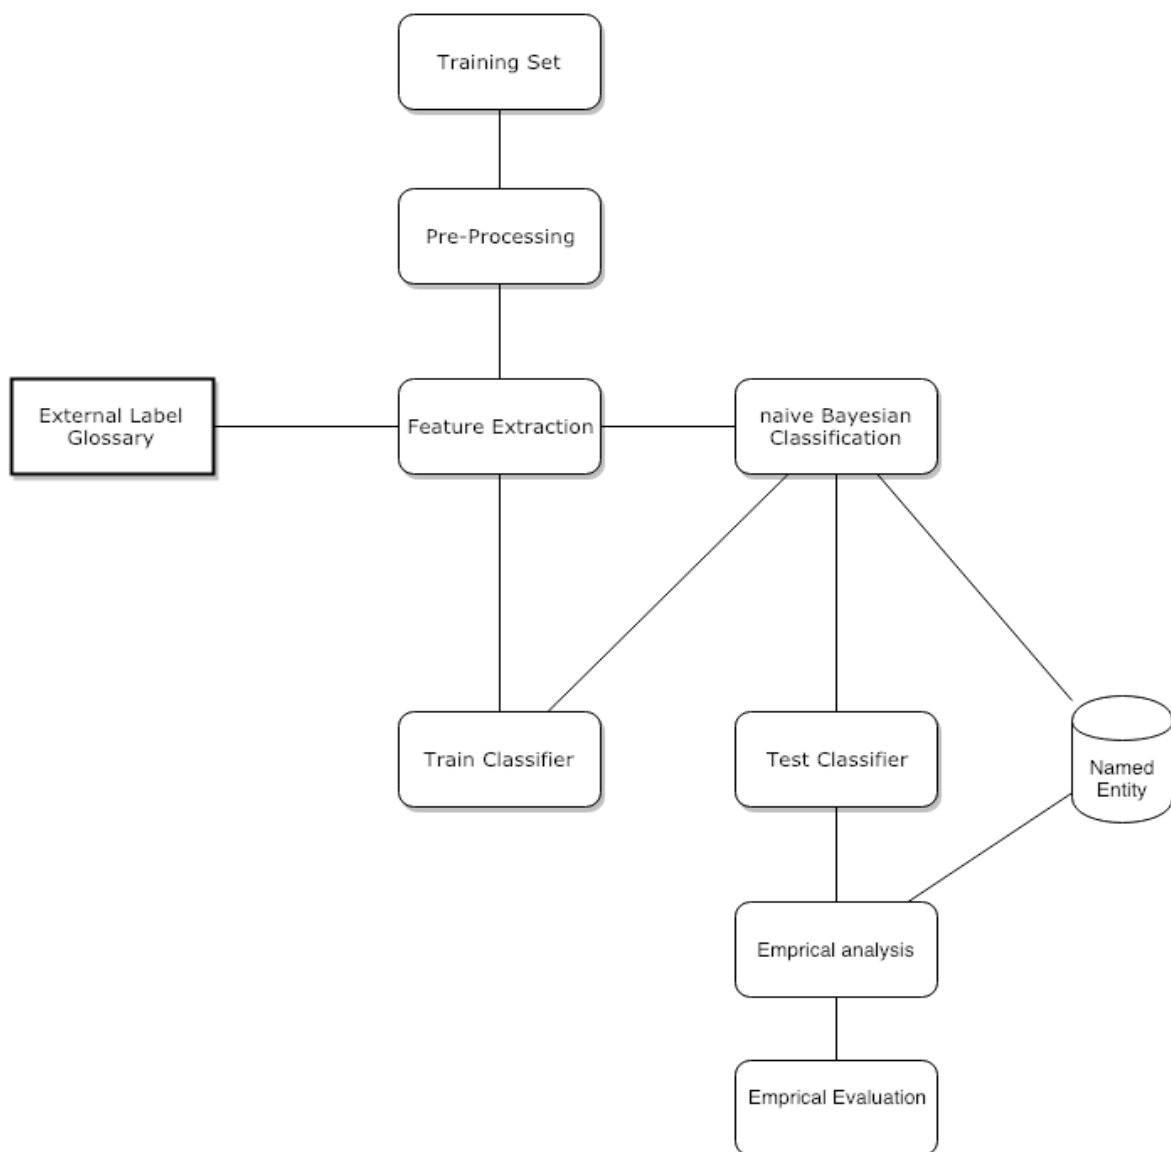 Training Set
Pre-Processing
External Label
Glossary
Feature Extraction
naive Bayesian
Classification
Train Classifier
Test Classifier
Named
Entity
Emprical analysis
Emprical Evaluation